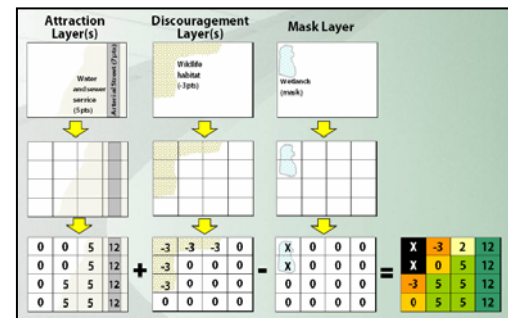 Attraction
Layer(s)
Discouragement
Layer(s)
Mask Layer
Water
and sewer
service
(5pts)
Arterial Street (7pts)
Wildlife
habitat
(-3pts)
Wetlands
(mask)
0 0 5 12
0 0 5 12
0 5 5 12
0 5 5 12
+
-3 -3 -3 0
-3 0 0 0
-3 0 0 0
0 0 0 0
-
X 0 0 0
X 0 0 0
0 0 0 0
0 0 0 0
=
X -3 2 12
X 0 5 12
-3 5 5 12
0 5 5 12